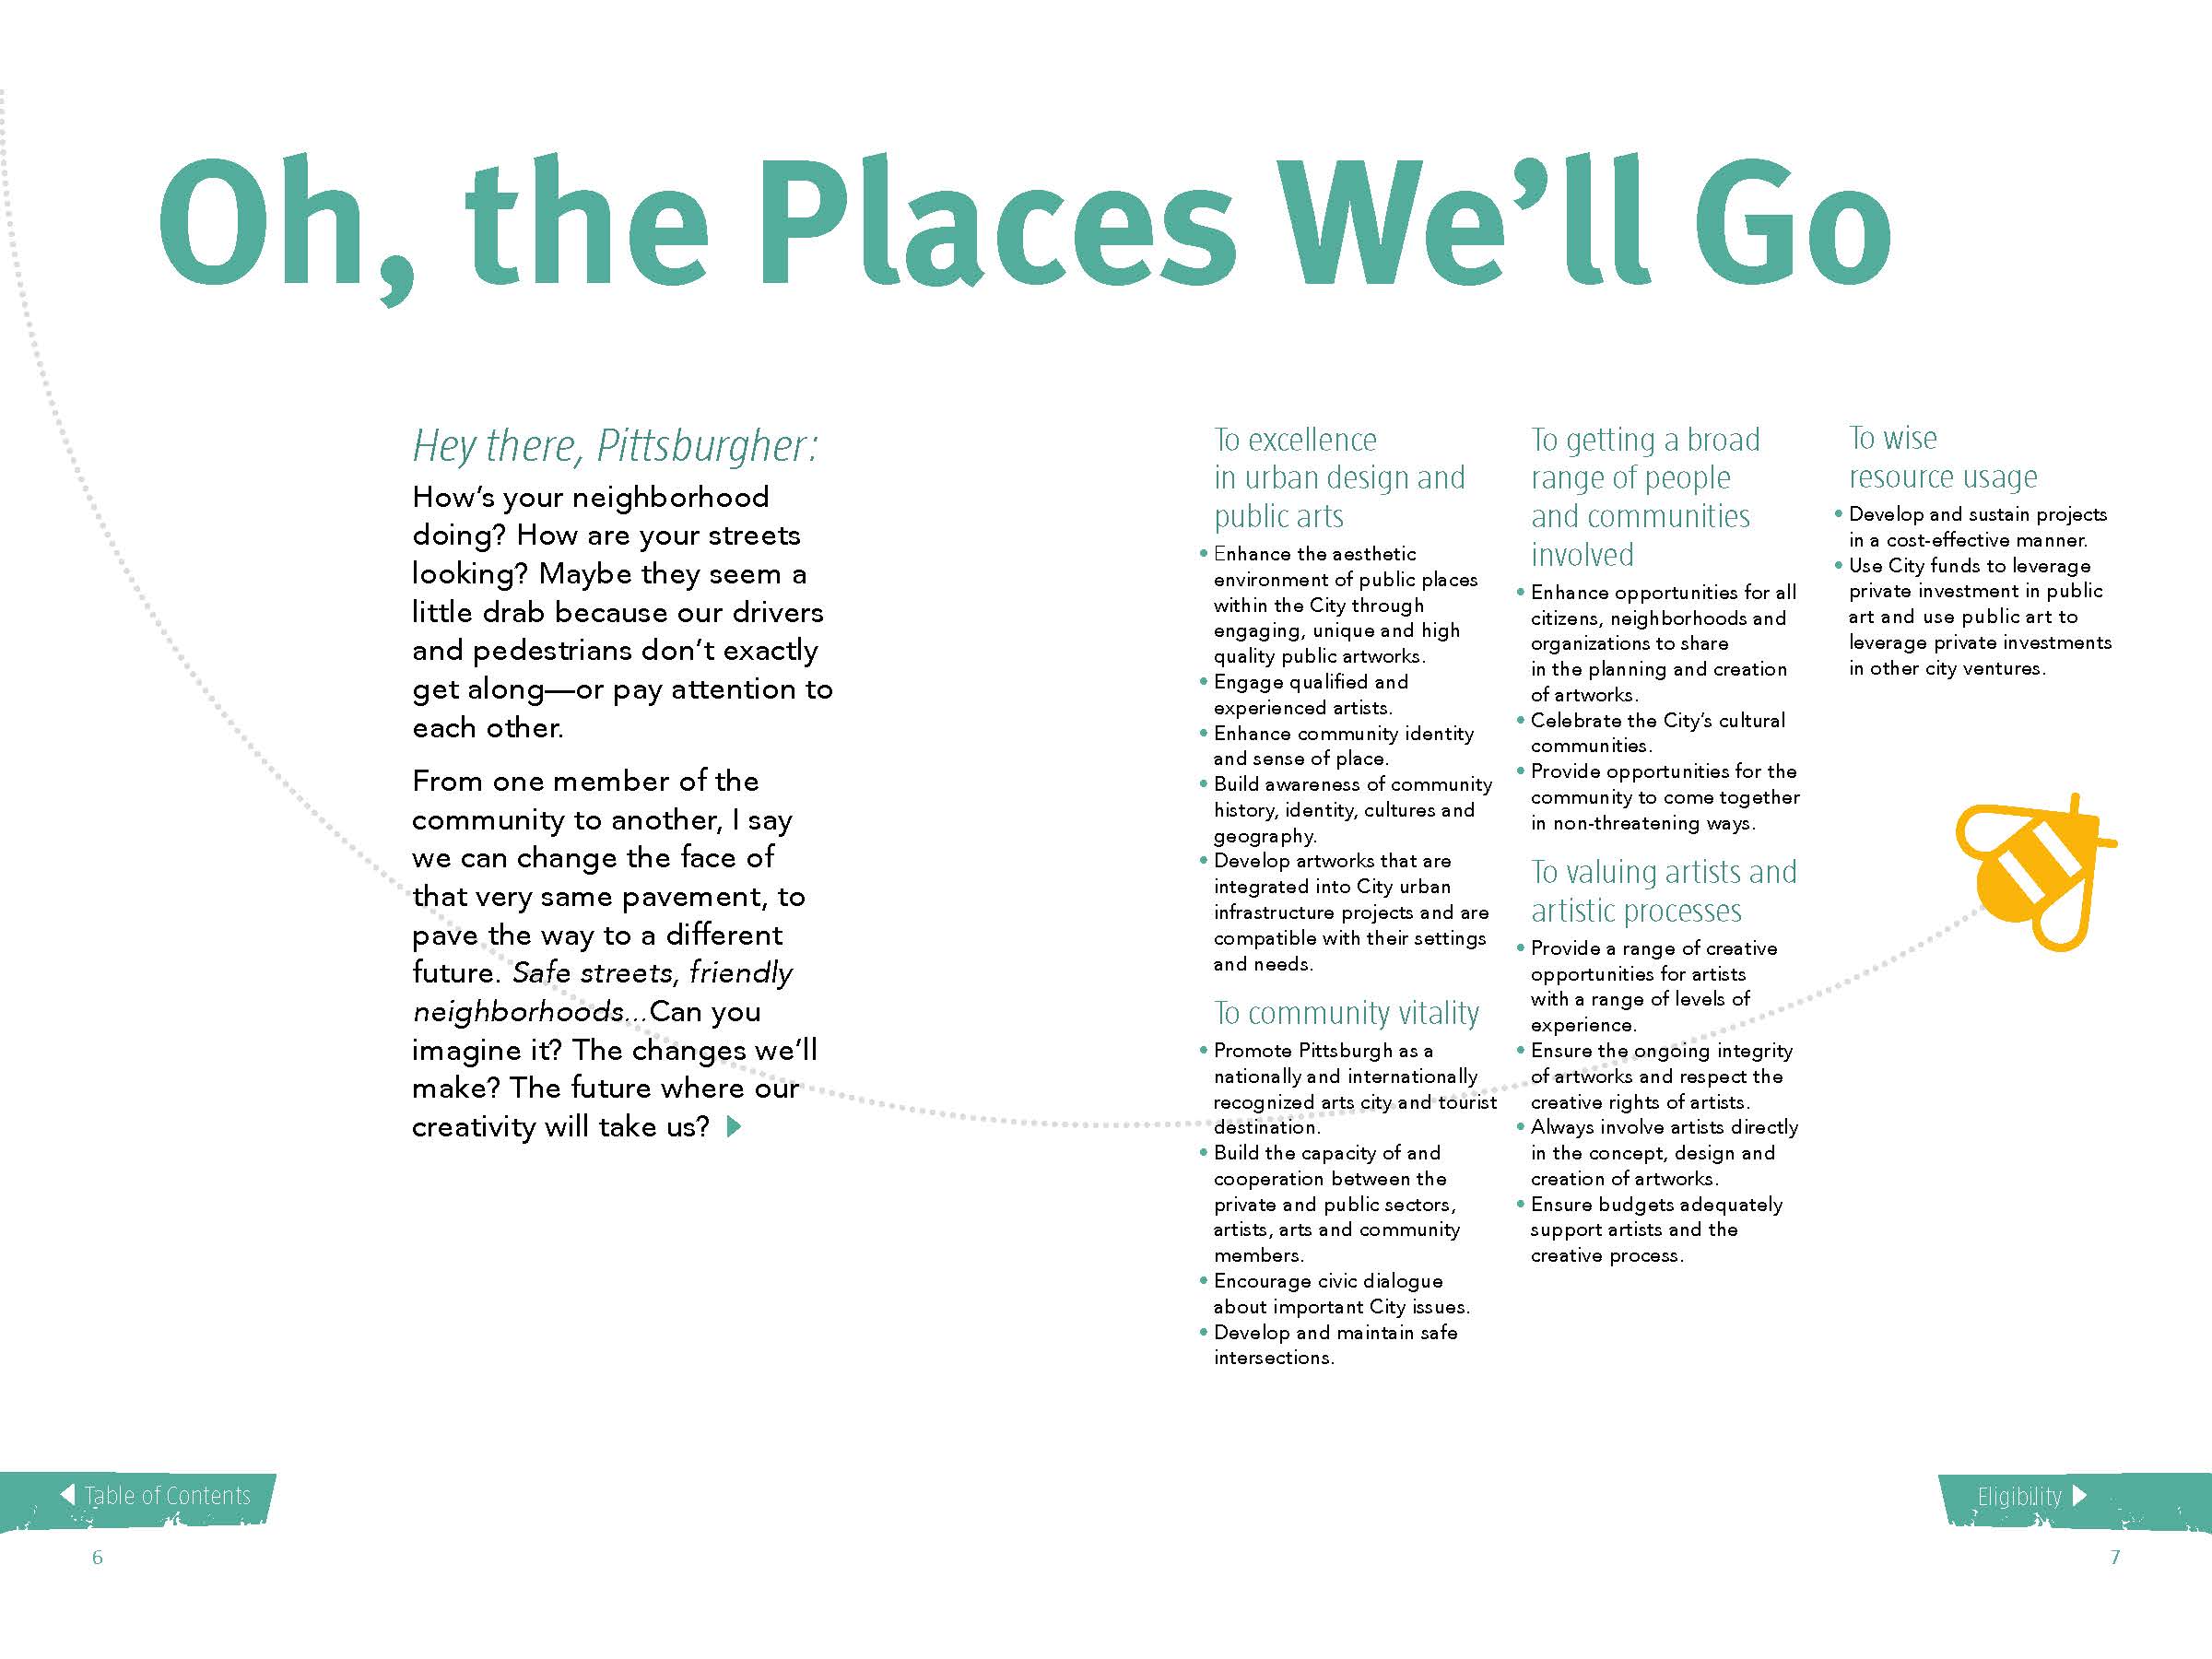 Oh, the Places We’ll Go
Hey there, Pittsburgher:
How’s your neighborhood
doing? How are your streets
looking? Maybe they seem a
little drab because our drivers
and pedestrians don’t exactly
get along—or pay attention to
each other.
From one member of the
community to another, I say
we can change the face of
that very same pavement, to
pave the way to a different
future. Safe streets, friendly
neighborhoods...Can you
imagine it? The changes we’ll
make? The future where our
creativity will take us?
To excellence
in urban design and
public arts
• Enhance the aesthetic
environment of public places
within the City through
engaging, unique and high
quality public artworks.
• Engage qualified and
experienced artists.
• Enhance community identity
and sense of place.
• Build awareness of community
history, identity, cultures and
geography.
• Develop artworks that are
integrated into City urban
infrastructure projects and are
compatible with their settings
and needs.
To community vitality
• Promote Pittsburgh as a
nationally and internationally
recognized arts city and tourist
destination.
• Build the capacity of and
cooperation between the
private and public sectors,
artists, arts and community
members.
• Encourage civic dialogue
about important City issues.
• Develop and maintain safe
intersections.
To getting a broad
range of people
and communities
involved
• Enhance opportunities for all
citizens, neighborhoods and
organizations to share
in the planning and creation
of artworks.
• Celebrate the City’s cultural
communities.
• Provide opportunities for the
community to come together
in non-threatening ways.
To valuing artists and
artistic processes
• Provide a range of creative
opportunities for artists
with a range of levels of
experience.
• Ensure the ongoing integrity
of artworks and respect the
creative rights of artists.
• Always involve artists directly
in the concept, design and
creation of artworks.
• Ensure budgets adequately
support artists and the
creative process.
To wise
resource usage
• Develop and sustain projects
in a cost-effective manner.
• Use City funds to leverage
private investment in public
art and use public art to
leverage private investments
in other city ventures.
Table of Contents
Eligibility
6
7